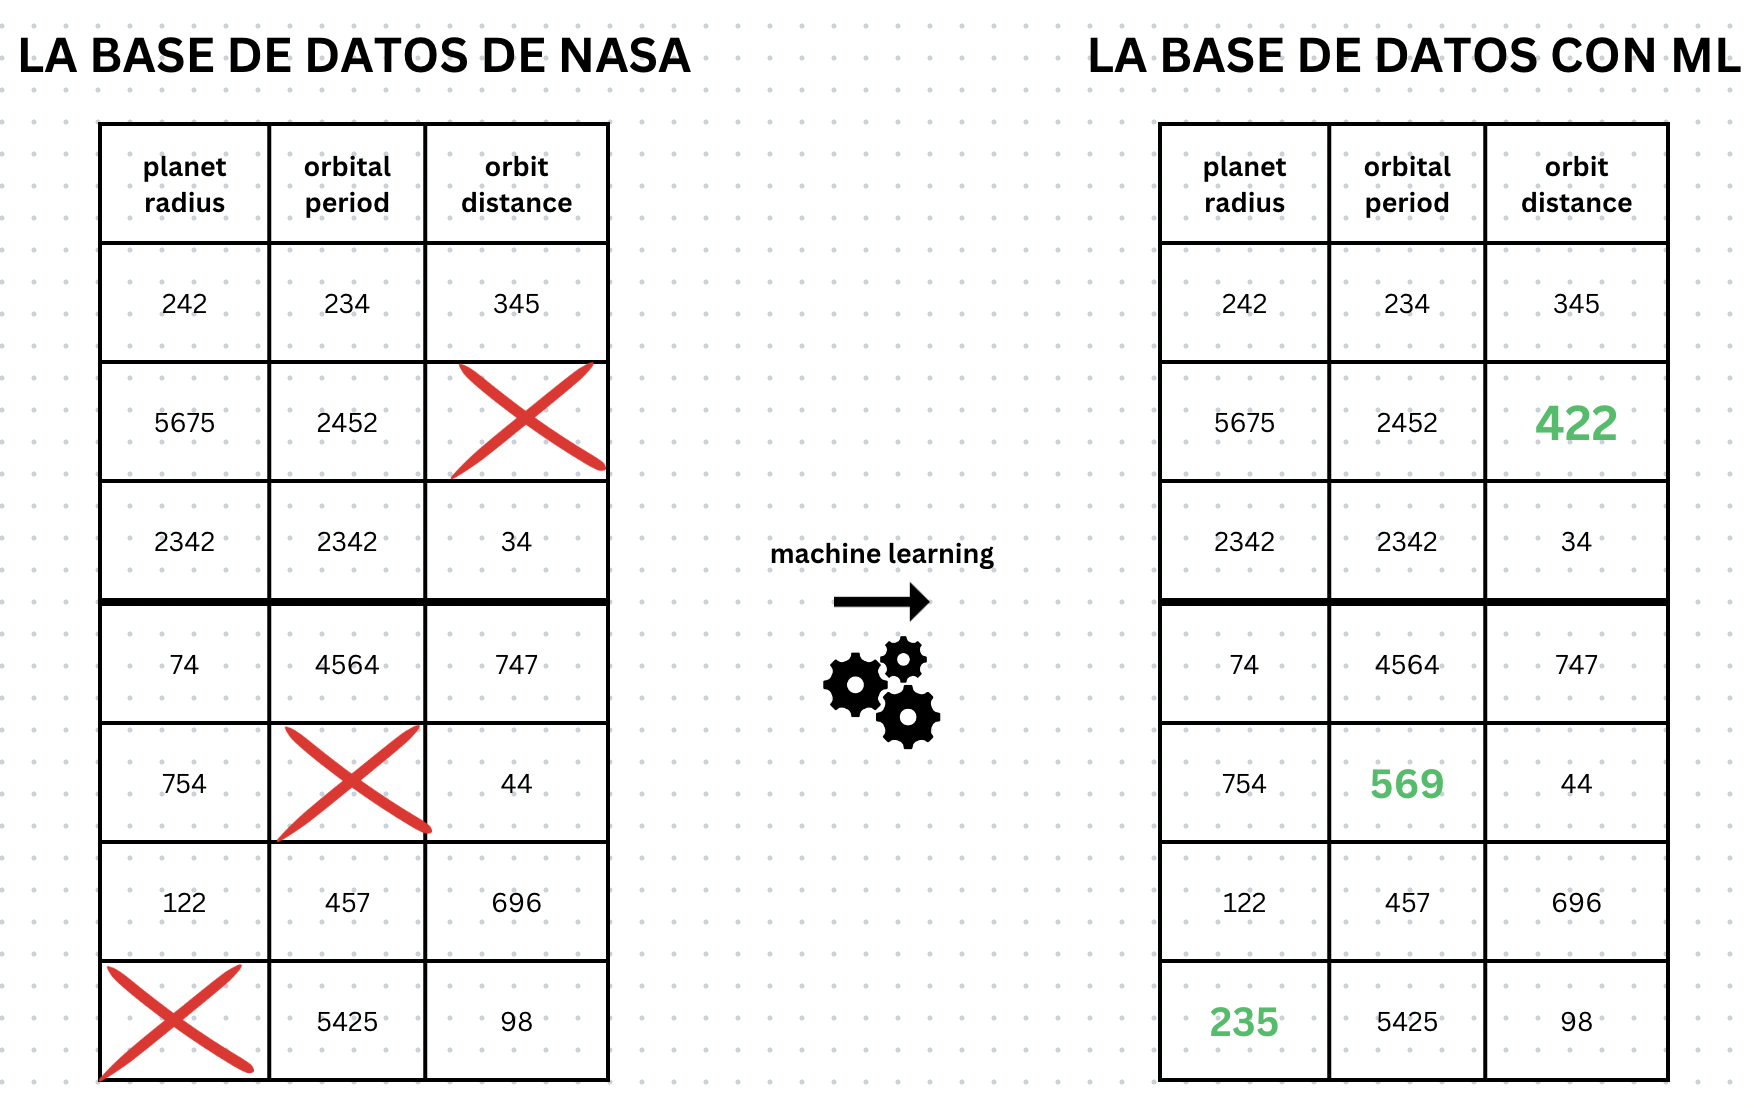 LA BASE DE DATOS DE NASA
planet radius
orbital period
orbit distance
242 234 345
5675 2452
2342 2342 34
74 4564 747
754 44
122 457 696
5425 98
machine learning
LA BASE DE DATOS CON ML
planet radius
orbital period
orbit distance
242 234 345
5675 2452 422
2342 2342 34
74 4564 747
754 569 44
122 457 696
235 5425 98